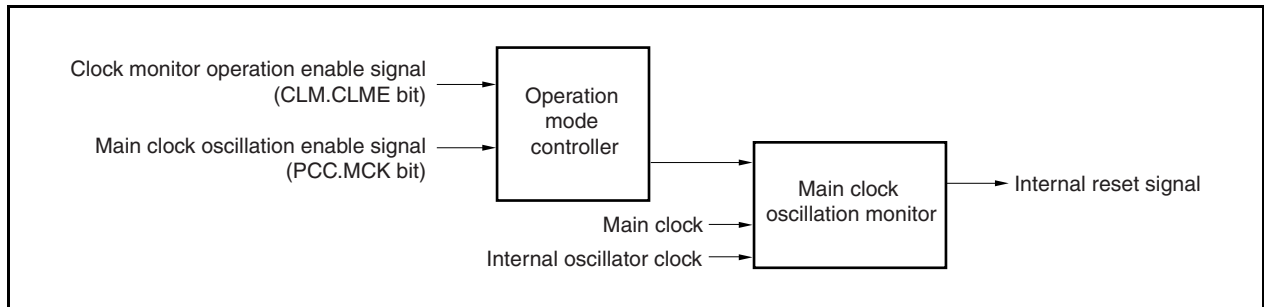 Clock monitor operation enable signal
(CLM.CLME bit)
Main clock oscillation enable signal
(PCC.MCK bit)
Operation
mode
controller
Main clock
Internal oscillator clock
Main clock
oscillation monitor
Internal reset signal